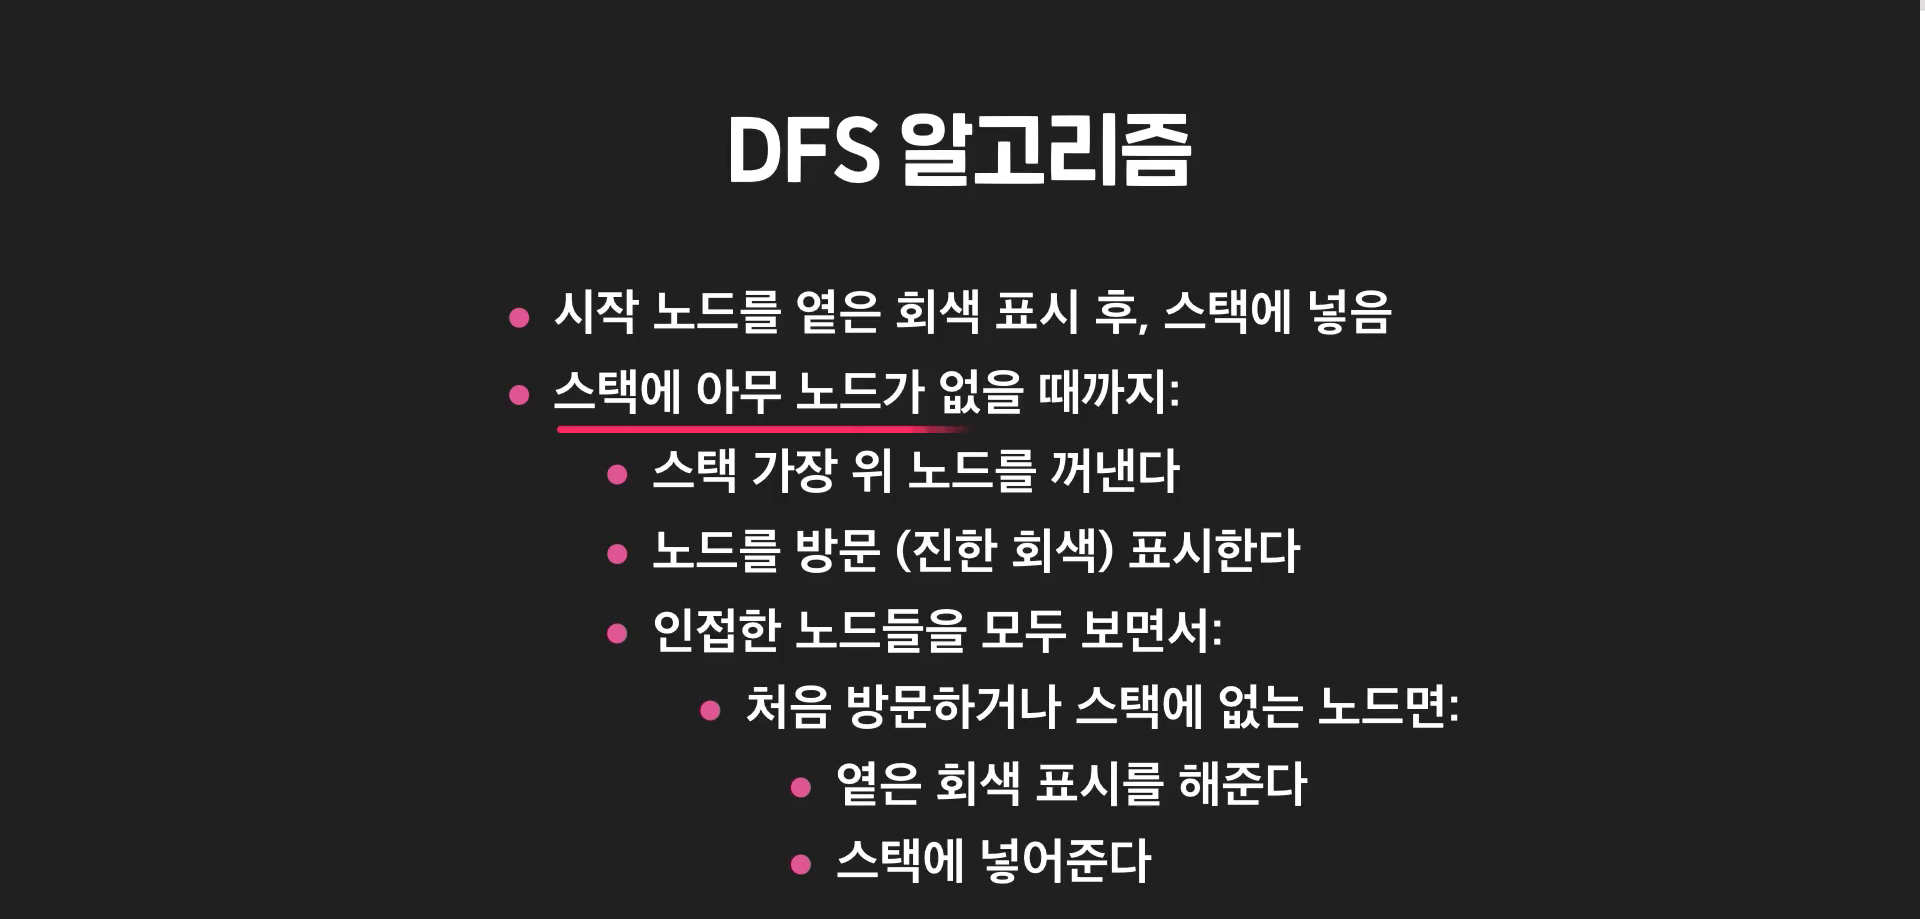 DFS 알고리즘
시작 노드를 옅은 회색 표시 후, 스택에 넣음
스택에 아무 노드가 없을 때까지:
스택 가장 위 노드를 꺼낸다
노드를 방문 (진한 회색) 표시한다
인접한 노드들을 모두 보면서:
처음 방문하거나 스택에 없는 노드면:
옅은 회색 표시를 해준다
스택에 넣어준다